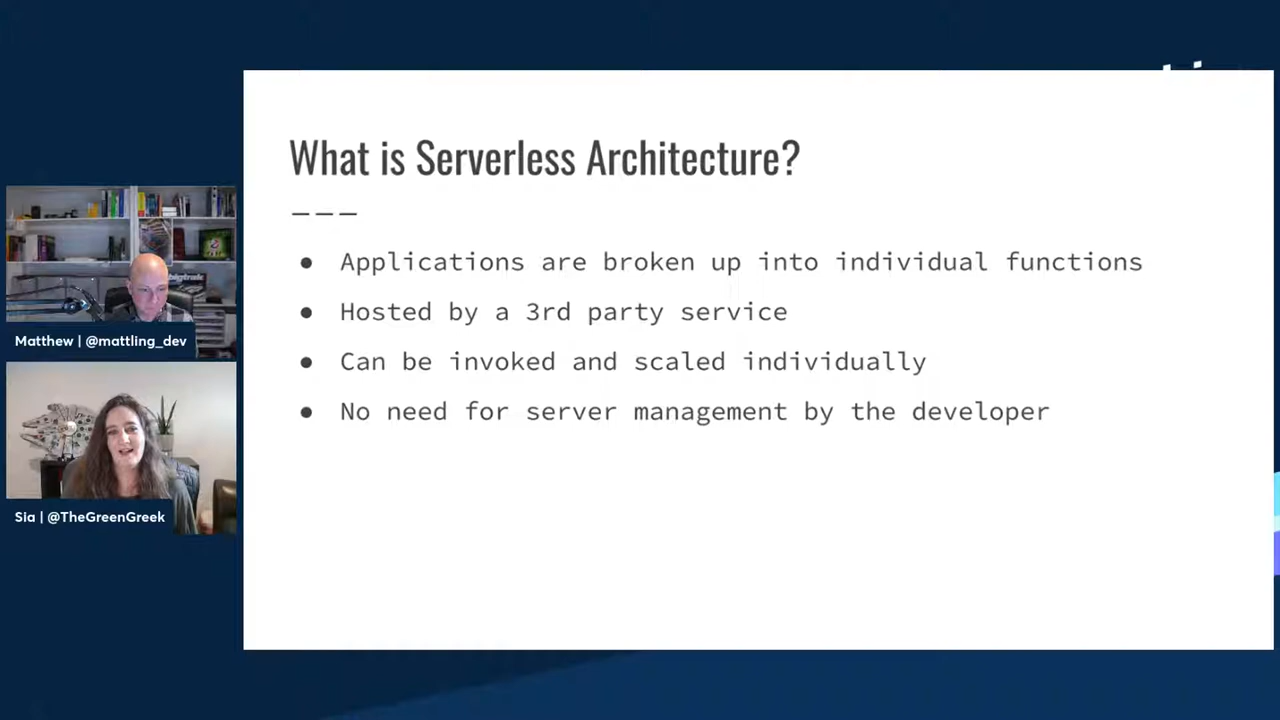 What is Serverless Architecture?
● Applications are broken up into individual functions
● Hosted by a 3rd party service
● Can be invoked and scaled individually
● No need for server management by the developer
bigtrak
Matthew | @mattling_dev
Sia | @TheGreenGreek